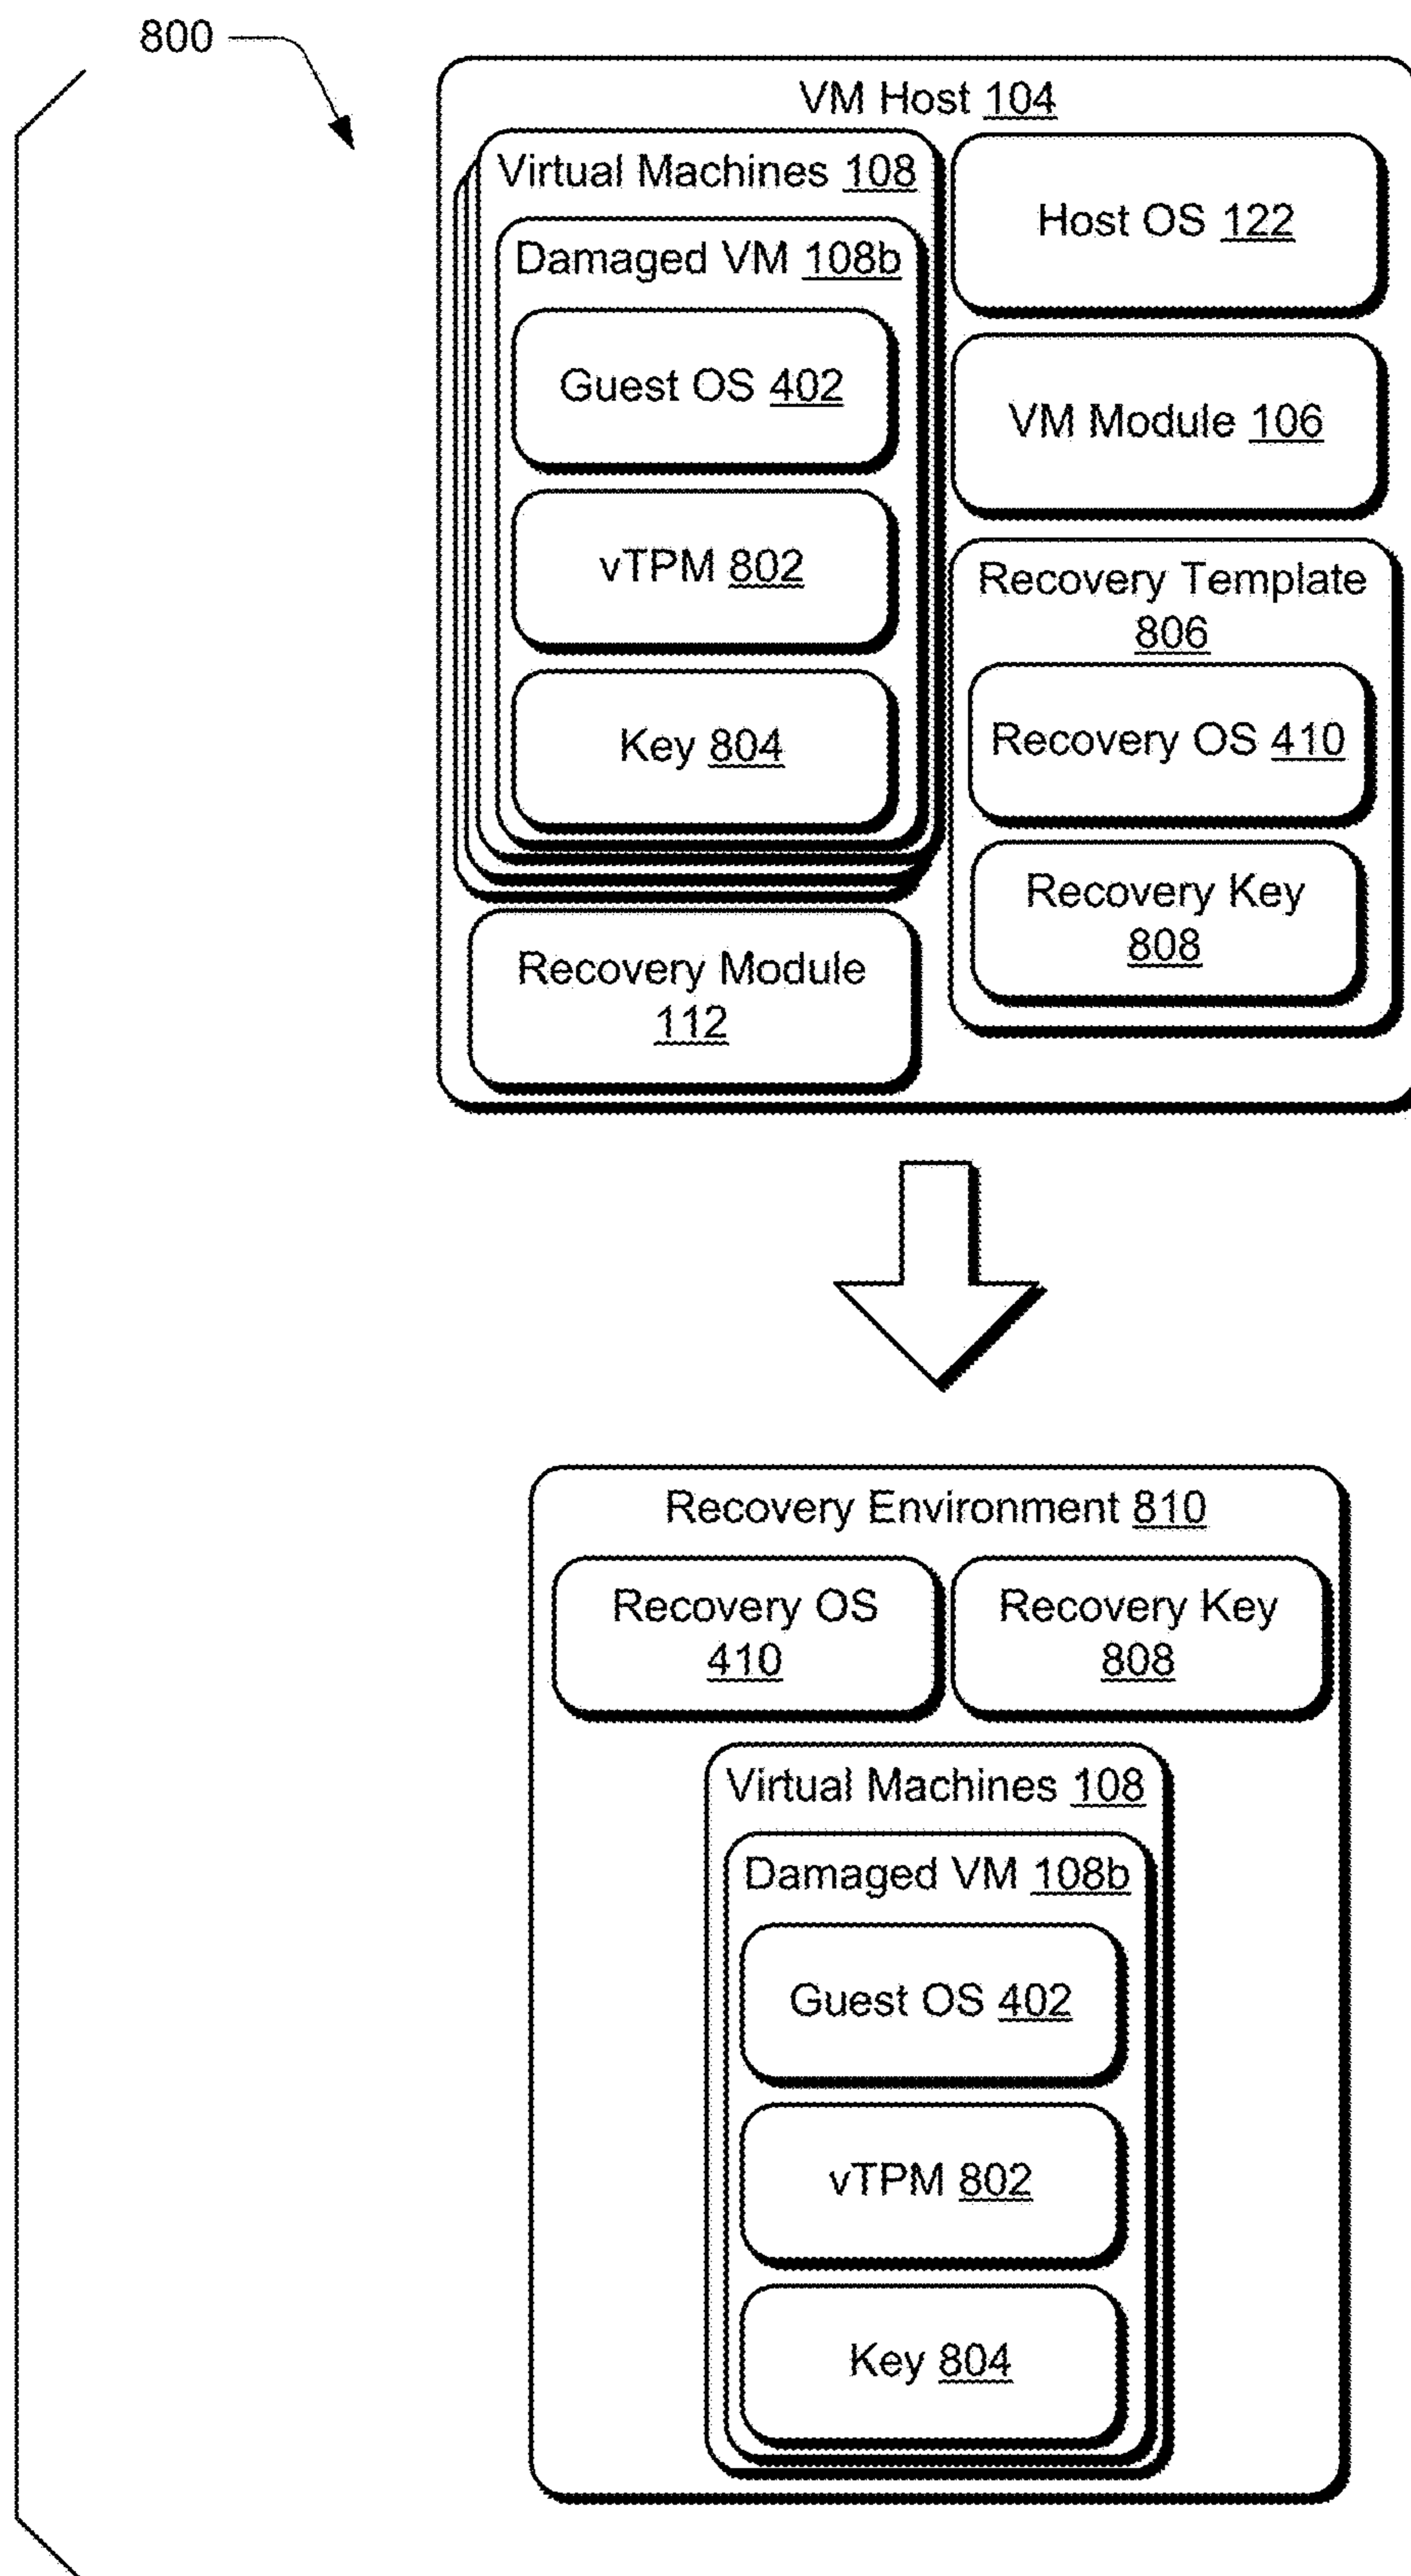 800
VM Host 104
Virtual Machines 108
Damaged VM 108b
Guest OS 402
vTPM 802
Key 804
Recovery Module
112
Host OS 122
VM Module 106
Recovery Template
806
Recovery OS 410
Recovery Key
808
Recovery Environment 810
Recovery OS
410
Recovery Key
808
Virtual Machines 108
Damaged VM 108b
Guest OS 402
vTPM 802
Key 804